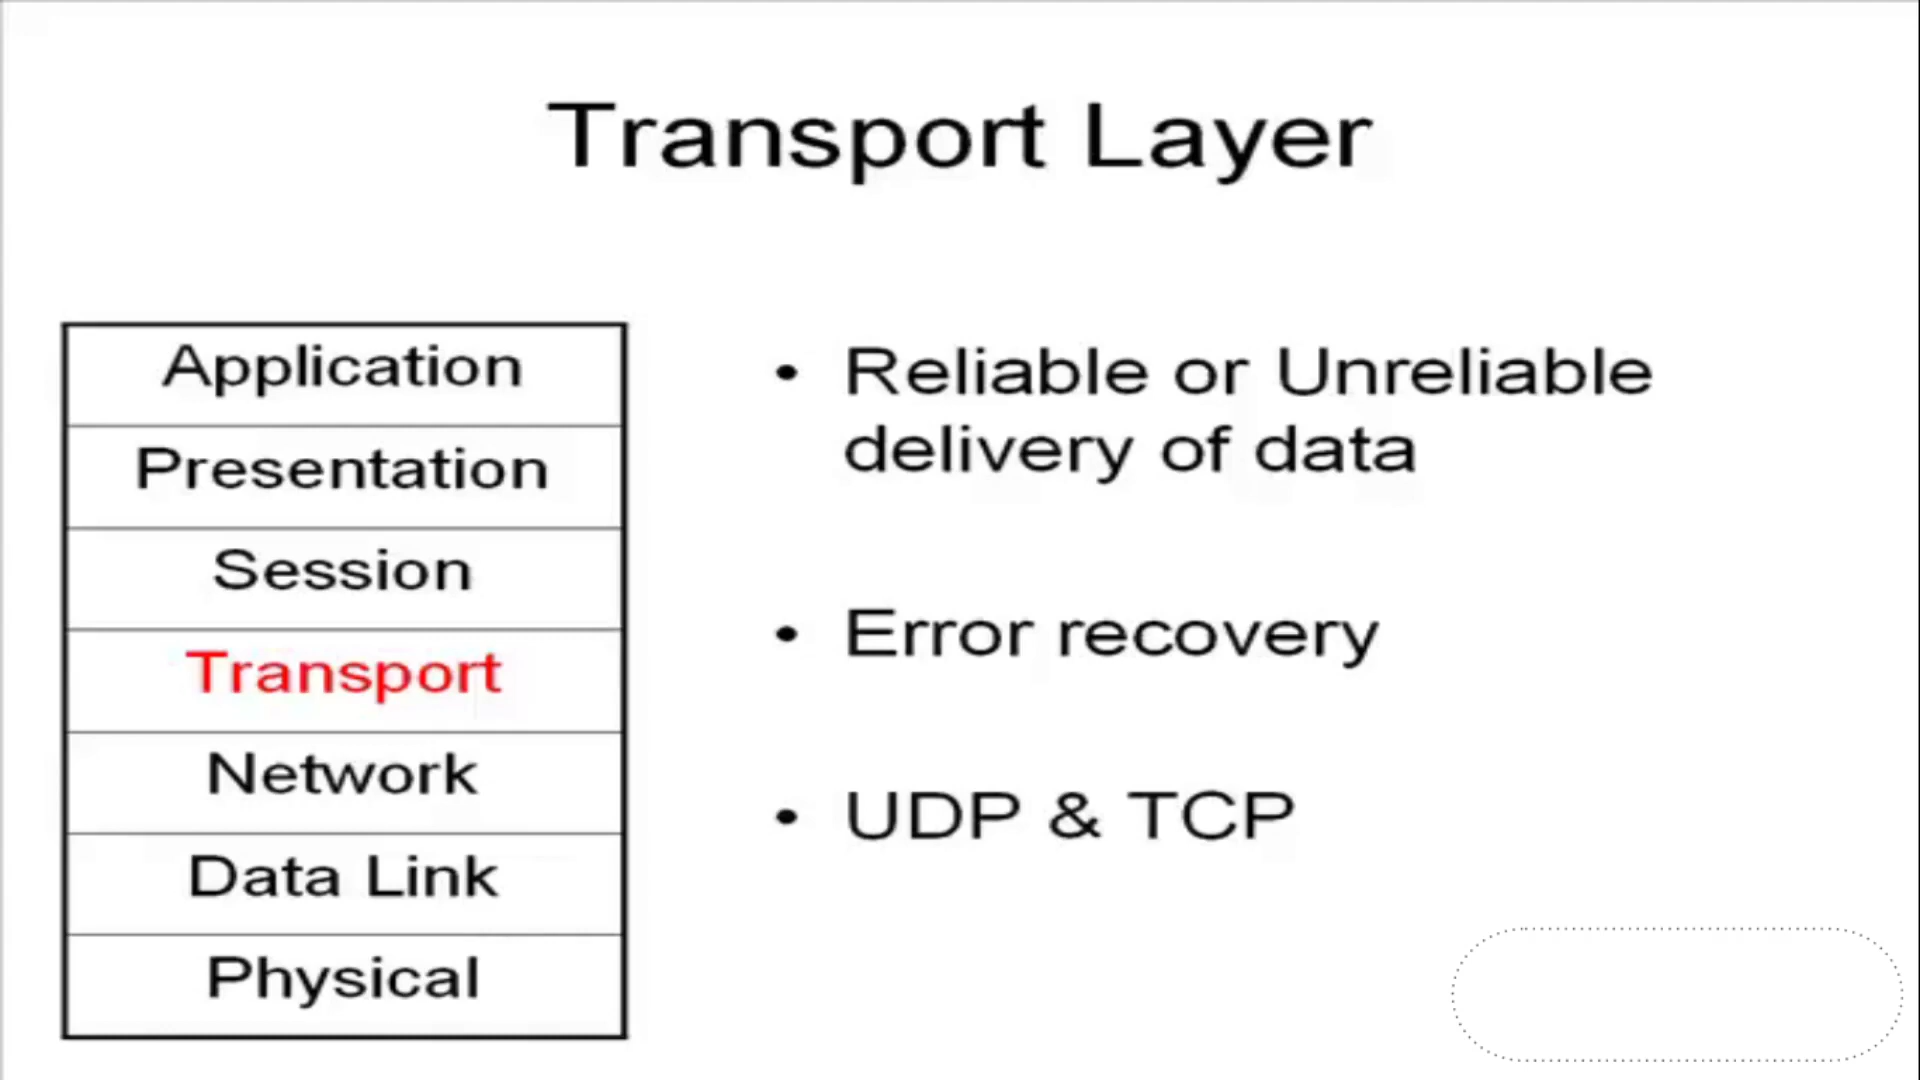 Transport Layer
Application
Presentation
Session
Transport
Network
Data Link
Physical
• Reliable or Unreliable
delivery of data
• Error recovery
• UDP & TCP